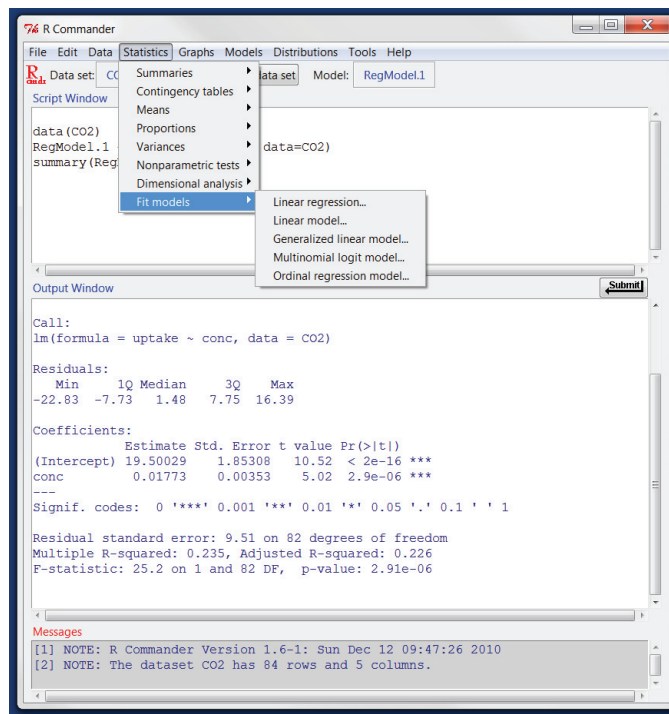 R Commander
File Edit Data Statistics Graphs Models Distributions Tools Help
R cmdr Data set: CO ata set Model: RegModel.1
Script Window
Summaries
Contingency tables
Means
Proportions
Variances
Nonparametric tests
Dimensional analysis
Fit models
Linear regression...
Linear model...
Generalized linear model...
Multinomial logit model...
Ordinal regression model...
data(CO2)
RegModel.1 data=CO2)
summary(Reg
Output Window Submit
Call:
lm(formula = uptake ~ conc, data = CO2)
Residuals:
Min 1Q Median 3Q Max
-22.83 -7.73 1.48 7.75 16.39
Coefficients:
Estimate Std. Error t value Pr(>|t|)
(Intercept) 19.50029 1.85308 10.52 < 2e-16 ***
conc 0.01773 0.00353 5.02 2.9e-06 ***
---
Signif. codes: 0 '***' 0.001 '**' 0.01 '*' 0.05 '.' 0.1 ' ' 1
Residual standard error: 9.51 on 82 degrees of freedom
Multiple R-squared: 0.235, Adjusted R-squared: 0.226
F-statistic: 25.2 on 1 and 82 DF, p-value: 2.91e-06
Messages
[1] NOTE: R Commander Version 1.6-1: Sun Dec 12 09:47:26 2010
[2] NOTE: The dataset CO2 has 84 rows and 5 columns.